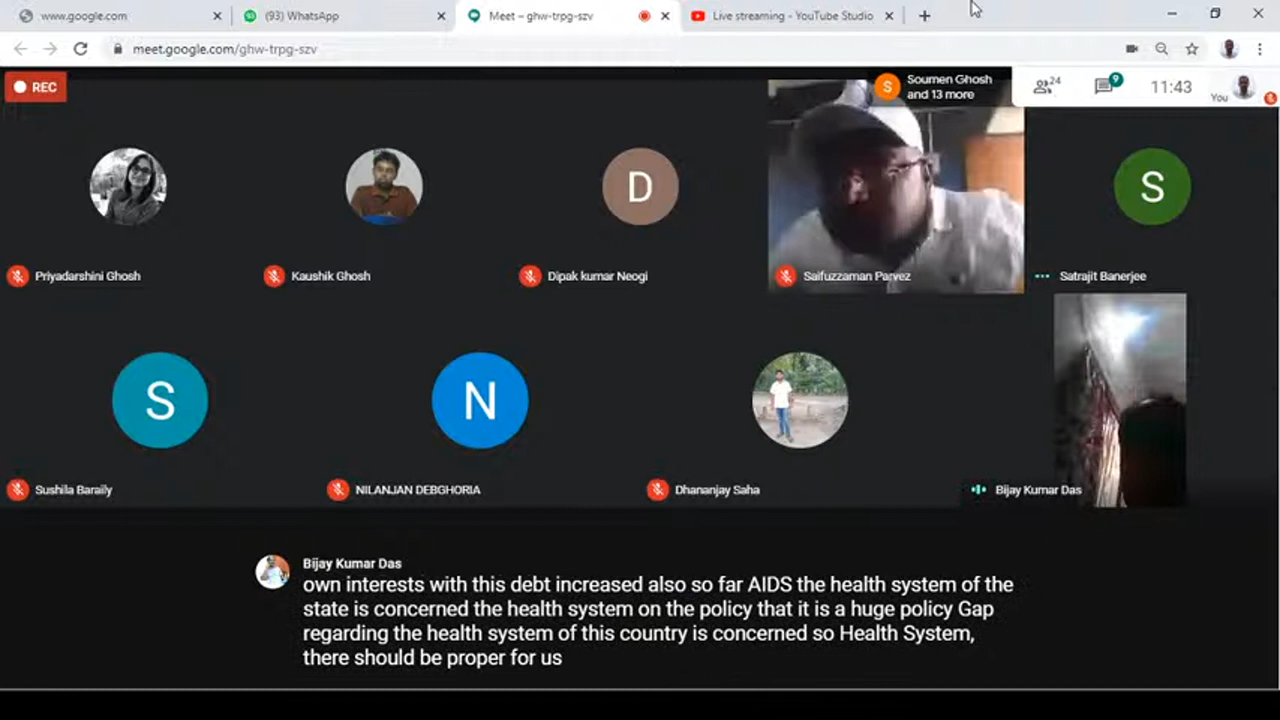 www.google.com
(93) WhatsApp
Meet – ghw-trpg-szv
Live streaming - YouTube Studio
meet.google.com/ghw-trpg-szv
REC
S
Soumen Ghosh
and 13 more
24
9
11:43
You
D
S
Priyadarshini Ghosh
Kaushik Ghosh
Dipak kumar Neogi
Saifuzzaman Parvez
Satrajit Banerjee
S
N
Sushila Baraily
NILANJAN DEBGHORIA
Dhananjay Saha
Bijay Kumar Das
Bijay Kumar Das
own interests with this debt increased also so far AIDS the health system of the
state is concerned the health system on the policy that it is a huge policy Gap
regarding the health system of this country is concerned so Health System,
there should be proper for us